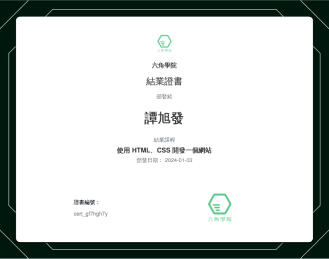 六角學院
六角學院
結業證書
頒發給
譚旭發
結業課程
使用 HTML、CSS 開發一個網站
頒發日期： 2024-01-03
證書編號：
cert_gf7hgh7y
六角學院